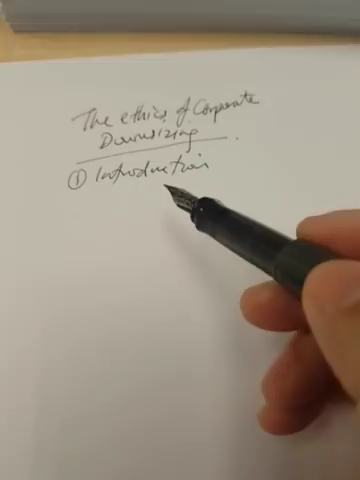 The ethics of Corporate
Downsizing
① Introduction